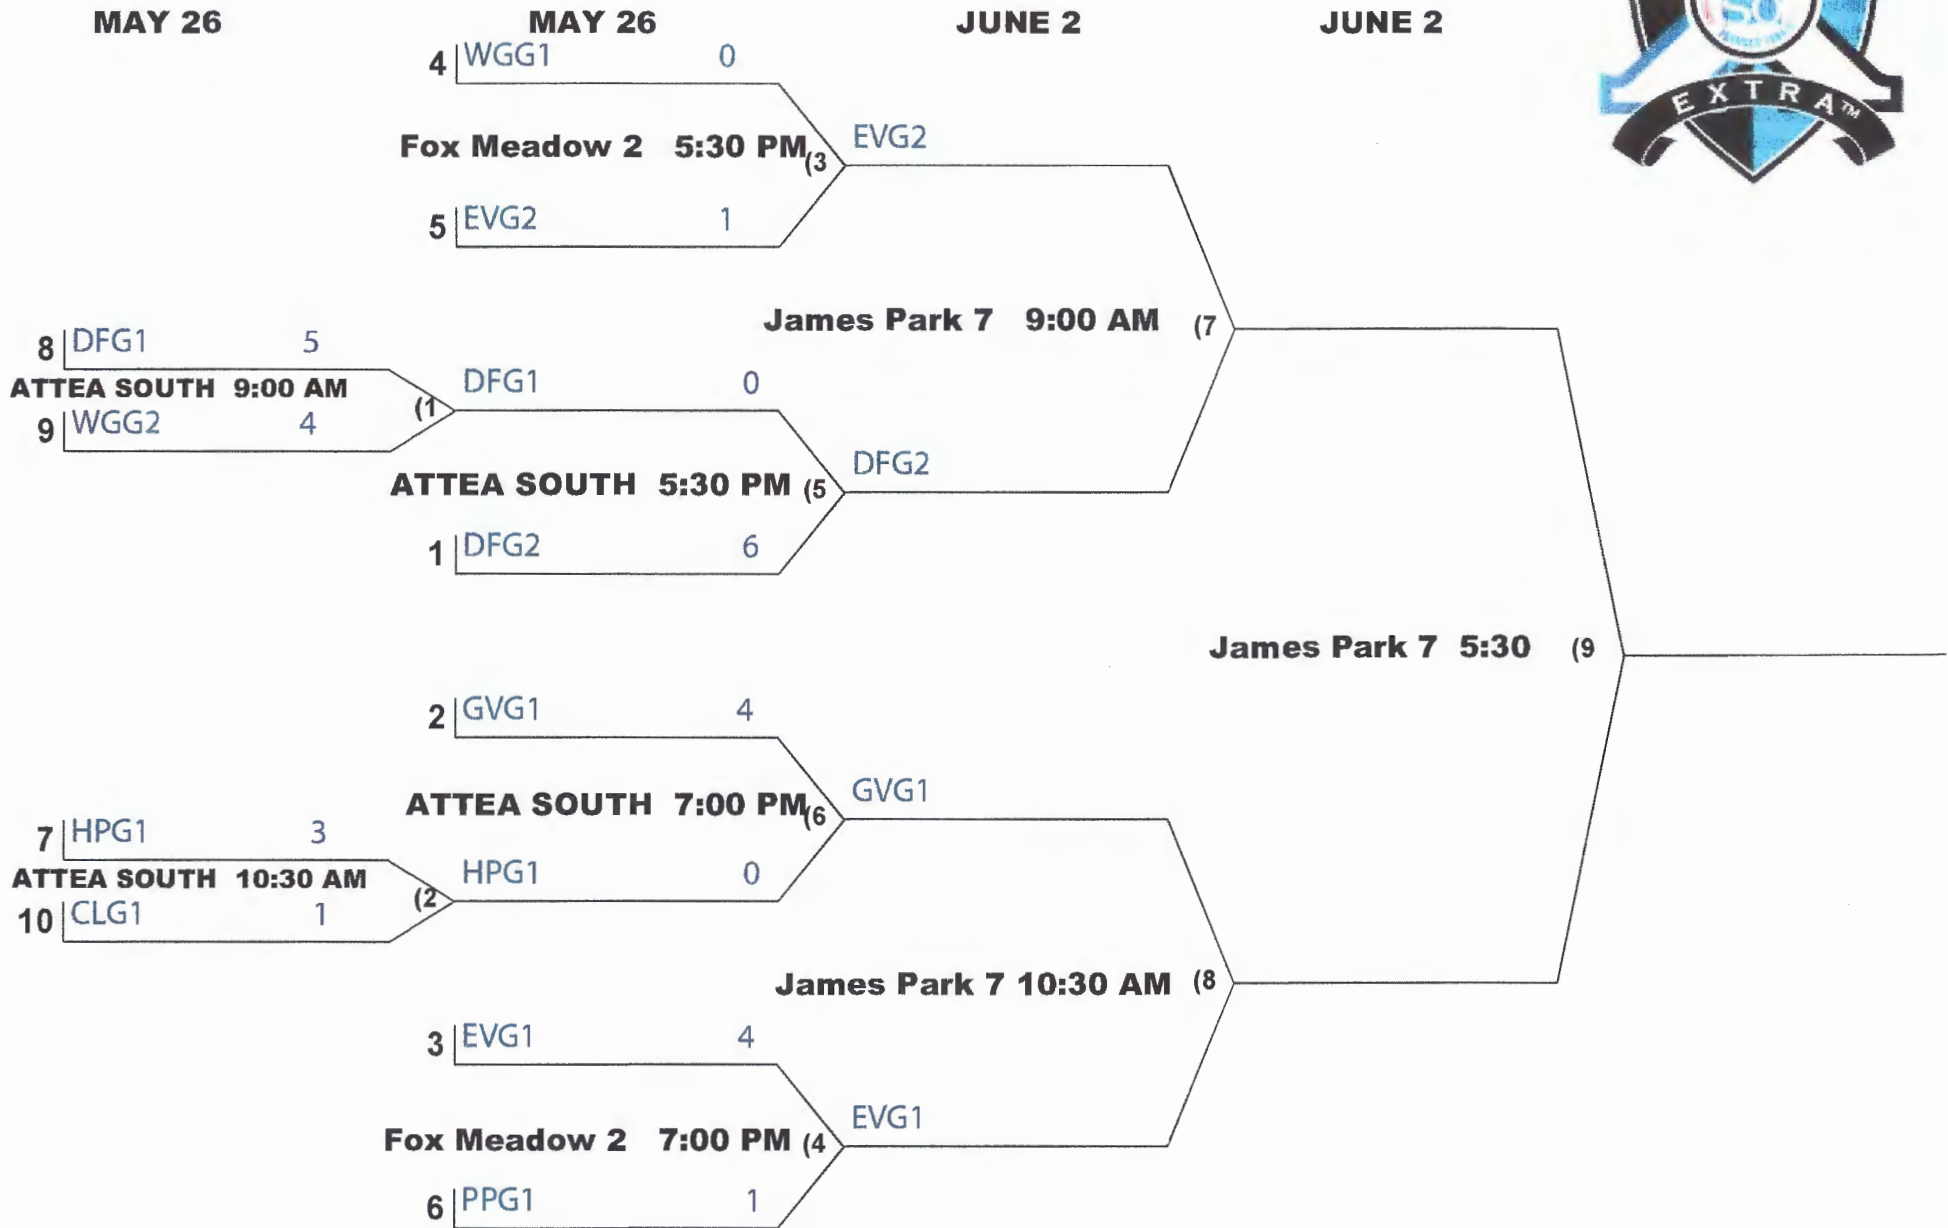 MAY 26 MAY 26 JUNE 2 JUNE 2
SO
EXTRA™
4 WGG1 0
Fox Meadow 2 5:30 PM (3
EVG2
5 EVG2 1
James Park 7 9:00 AM (7
8 DFG1 5
ATTEA SOUTH 9:00 AM (1
9 WGG2 4
DFG1 0
ATTEA SOUTH 5:30 PM (5
DFG2
1 DFG2 6
James Park 7 5:30 (9
2 GVG1 4
ATTEA SOUTH 7:00 PM (6
GVG1
7 HPG1 3
ATTEA SOUTH 10:30 AM (2
10 CLG1 1
HPG1 0
James Park 7 10:30 AM (8
3 EVG1 4
Fox Meadow 2 7:00 PM (4
EVG1
6 PPG1 1